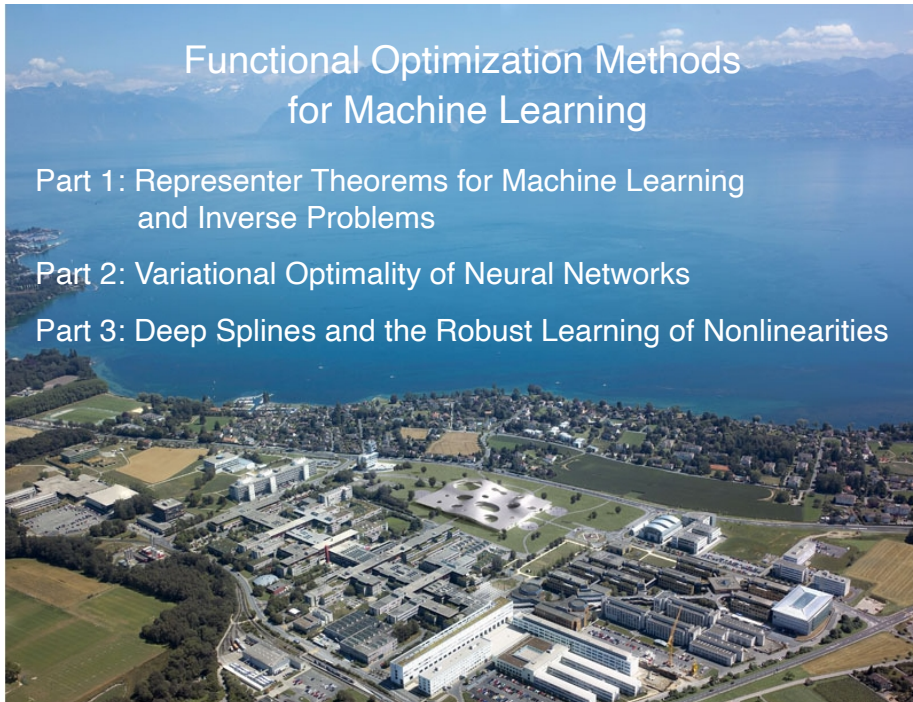 Functional Optimization Methods
for Machine Learning
Part 1: Representer Theorems for Machine Learning
and Inverse Problems
Part 2: Variational Optimality of Neural Networks
Part 3: Deep Splines and the Robust Learning of Nonlinearities